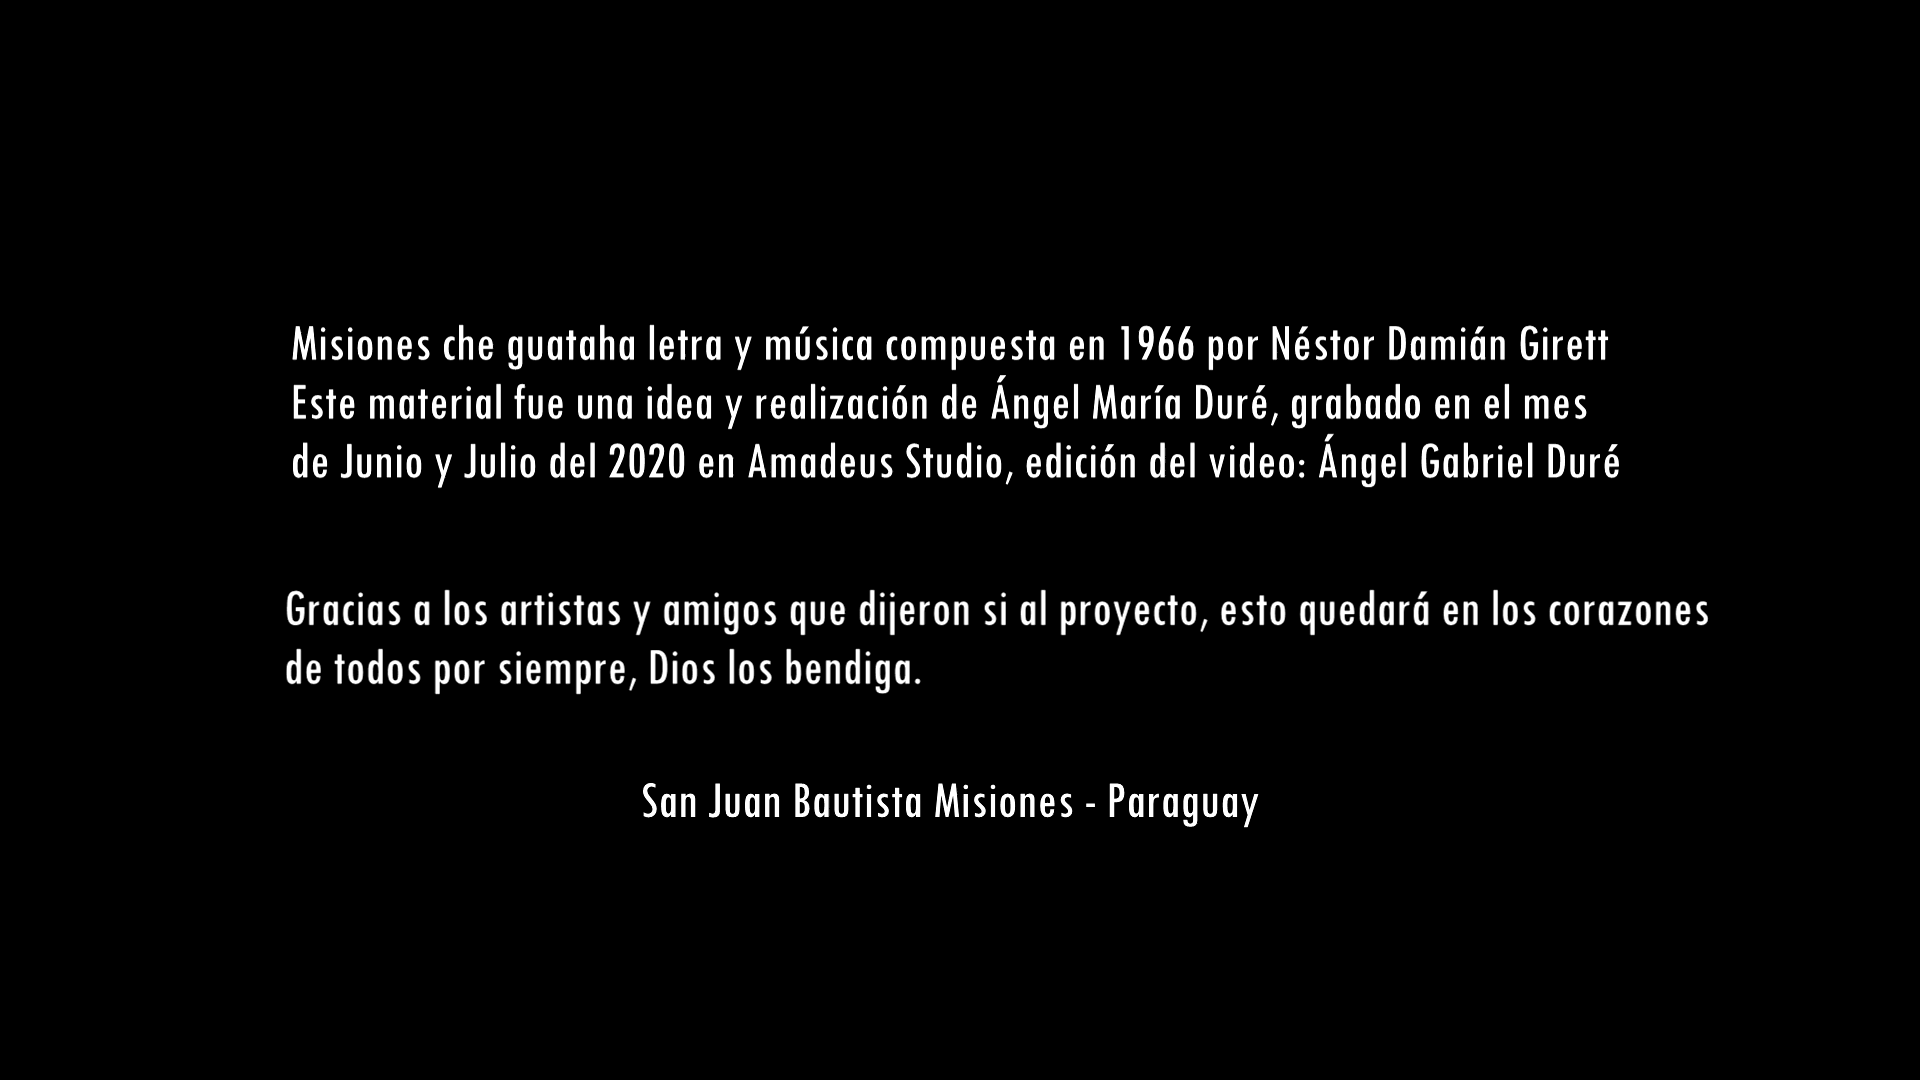 Misiones che guataha letra y música compuesta en 1966 por Néstor Damián Girett
Este material fue una idea y realización de Ángel María Duré, grabado en el mes
de Junio y Julio del 2020 en Amadeus Studio, edición del video: Ángel Gabriel Duré
Gracias a los artistas y amigos que dijeron si al proyecto, esto quedará en los corazones
de todos por siempre, Dios los bendiga.
San Juan Bautista Misiones - Paraguay